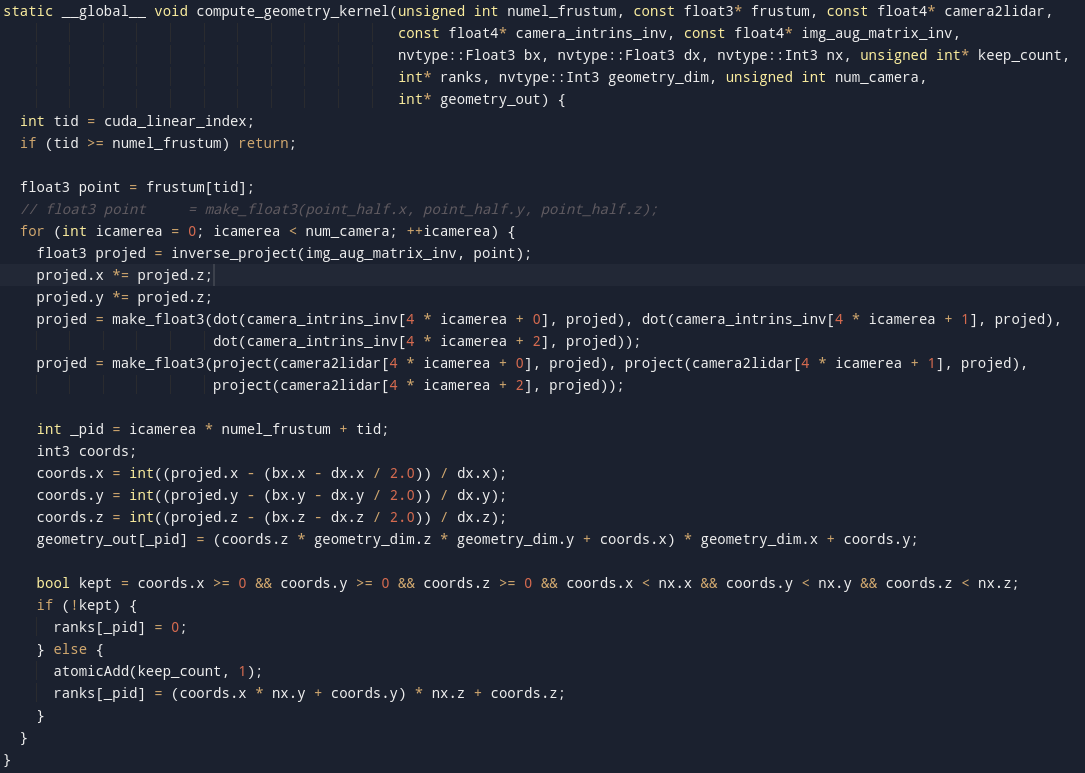 static __global__ void compute_geometry_kernel(unsigned int numel_frustum, const float3* frustum, const float4* camera2lidar,
const float4* camera_intrins_inv, const float4* img_aug_matrix_inv,
nvtype::Float3 bx, nvtype::Float3 dx, nvtype::Int3 nx, unsigned int* keep_count,
int* ranks, nvtype::Int3 geometry_dim, unsigned int num_camera,
int* geometry_out) {
int tid = cuda_linear_index;
if (tid >= numel_frustum) return;
float3 point = frustum[tid];
// float3 point     = make_float3(point_half.x, point_half.y, point_half.z);
for (int icamerea = 0; icamerea < num_camera; ++icamerea) {
float3 projed = inverse_project(img_aug_matrix_inv, point);
projed.x *= projed.z;
projed.y *= projed.z;
projed = make_float3(dot(camera_intrins_inv[4 * icamerea + 0], projed), dot(camera_intrins_inv[4 * icamerea + 1], projed),
dot(camera_intrins_inv[4 * icamerea + 2], projed));
projed = make_float3(project(camera2lidar[4 * icamerea + 0], projed), project(camera2lidar[4 * icamerea + 1], projed),
project(camera2lidar[4 * icamerea + 2], projed));
int _pid = icamerea * numel_frustum + tid;
int3 coords;
coords.x = int((projed.x - (bx.x - dx.x / 2.0)) / dx.x);
coords.y = int((projed.y - (bx.y - dx.y / 2.0)) / dx.y);
coords.z = int((projed.z - (bx.z - dx.z / 2.0)) / dx.z);
geometry_out[_pid] = (coords.z * geometry_dim.z * geometry_dim.y + coords.x) * geometry_dim.x + coords.y;
bool kept = coords.x >= 0 && coords.y >= 0 && coords.z >= 0 && coords.x < nx.x && coords.y < nx.y && coords.z < nx.z;
if (!kept) {
ranks[_pid] = 0;
} else {
atomicAdd(keep_count, 1);
ranks[_pid] = (coords.x * nx.y + coords.y) * nx.z + coords.z;
}
}
}